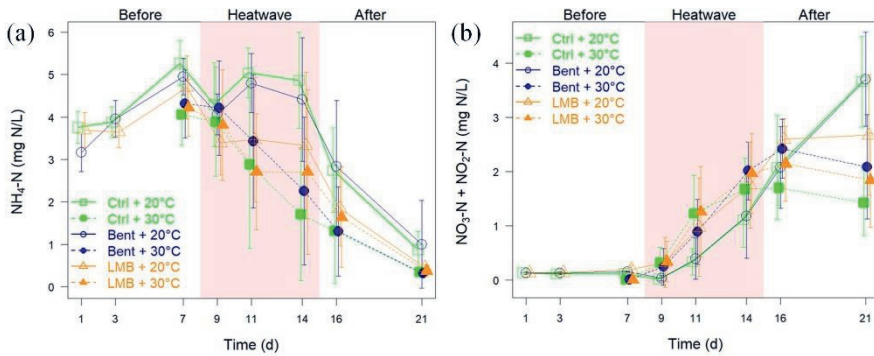 (a)
Before
Heatwave
After
NH4-N (mg N/L)
6
5
4
3
2
1
0
Ctrl + 20°C
Ctrl + 30°C
Bent + 20°C
Bent + 30°C
LMB + 20°C
LMB + 30°C
1
3
7
9
11
14
16
21
Time (d)
(b)
Before
Heatwave
After
NO3-N + NO2-N (mg N/L)
4
3
2
1
0
Ctrl + 20°C
Ctrl + 30°C
Bent + 20°C
Bent + 30°C
LMB + 20°C
LMB + 30°C
1
3
7
9
11
14
16
21
Time (d)